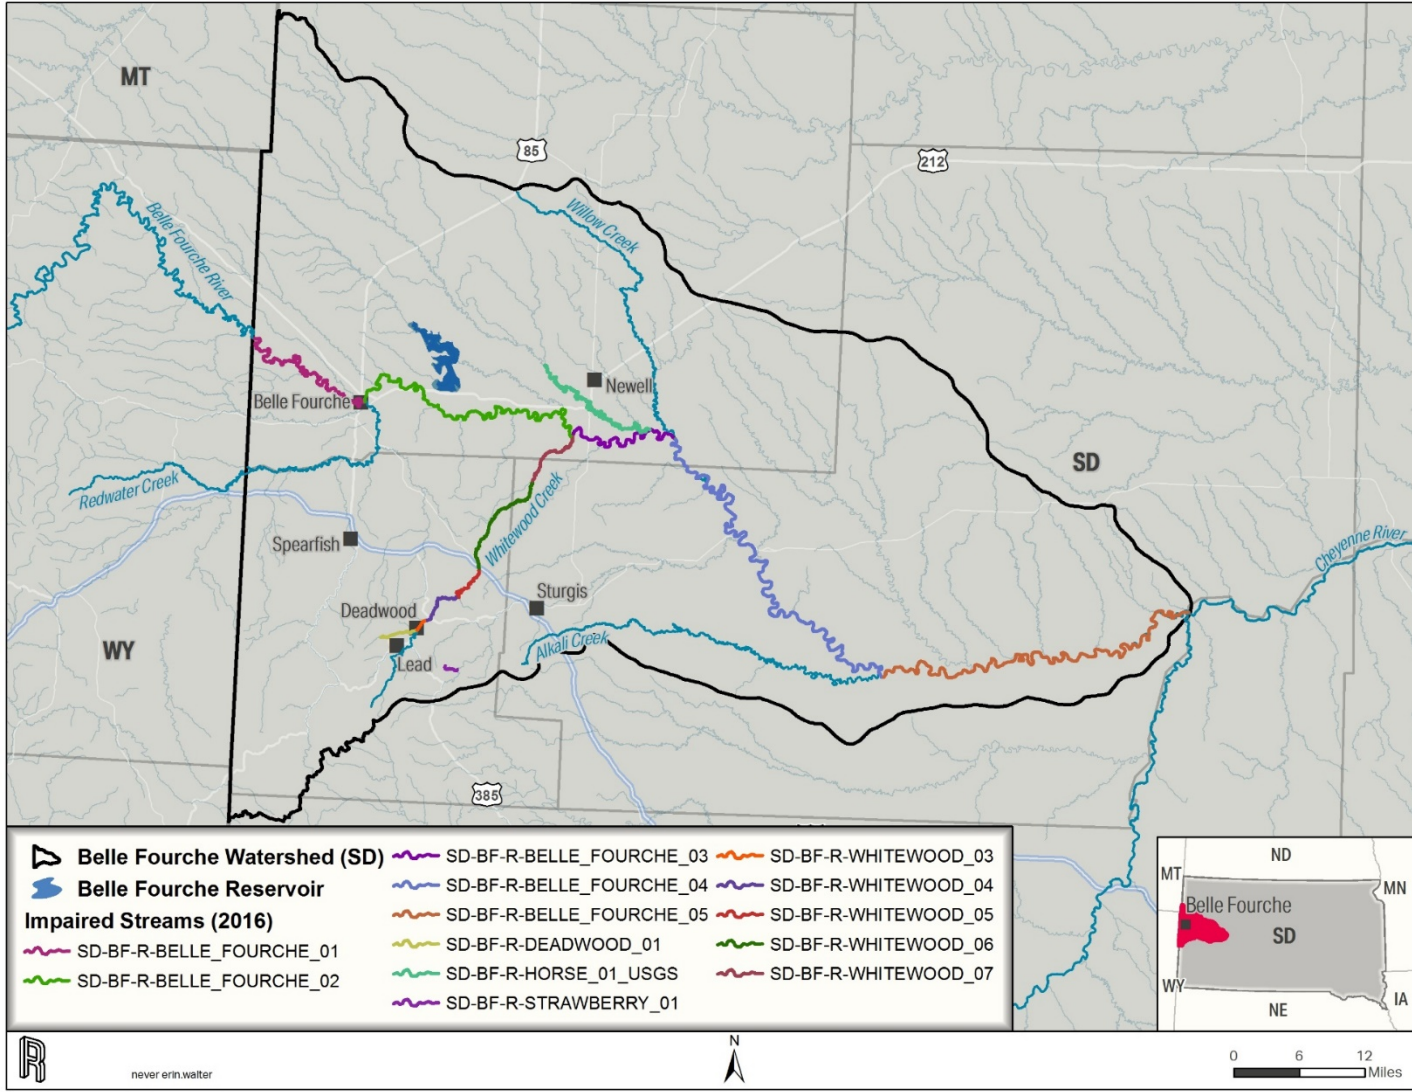 MT
85
212
Willow Creek
Belle Fourche River
Newell
Belle Fourche
SD
Redwater Creek
Whitewood Creek
Spearfish
Cheyenne River
Sturgis
Deadwood
Alkali Creek
WY
Lead
385
Belle Fourche Watershed (SD)
Belle Fourche Reservoir
Impaired Streams (2016)
SD-BF-R-BELLE_FOURCHE_01
SD-BF-R-BELLE_FOURCHE_02
SD-BF-R-BELLE_FOURCHE_03
SD-BF-R-BELLE_FOURCHE_04
SD-BF-R-BELLE_FOURCHE_05
SD-BF-R-DEADWOOD_01
SD-BF-R-HORSE_01_USGS
SD-BF-R-STRAWBERRY_01
SD-BF-R-WHITEWOOD_03
SD-BF-R-WHITEWOOD_04
SD-BF-R-WHITEWOOD_05
SD-BF-R-WHITEWOOD_06
SD-BF-R-WHITEWOOD_07
ND
MT
MN
Belle Fourche
SD
WY
IA
NE
R
never erin.walter
N
0 6 12
Miles